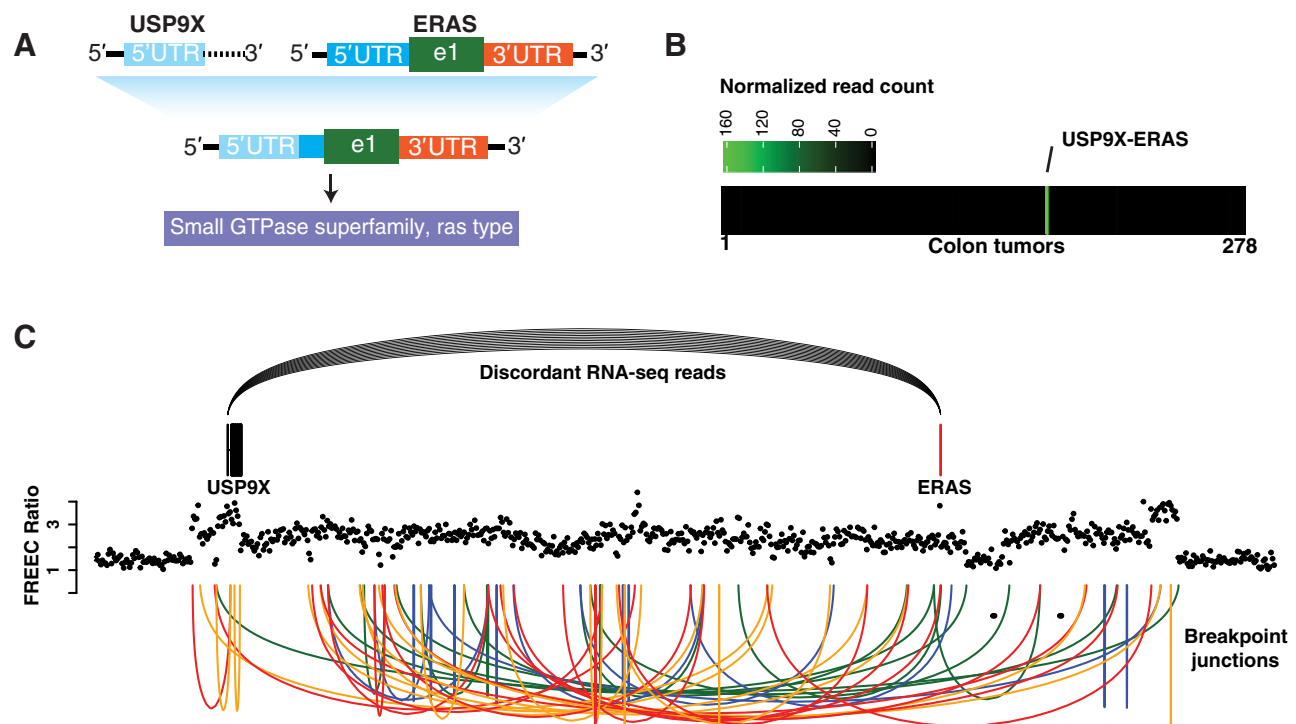 A
USP9X
ERAS
5′ 5′UTR 3′
5′ 5′UTR e1 3′UTR 3′
5′ 5′UTR e1 3′UTR 3′
Small GTPase superfamily, ras type
B
Normalized read count
160 120 80 40 0
USP9X-ERAS
1 Colon tumors 278
C
Discordant RNA-seq reads
USP9X
ERAS
FREEC Ratio
3
1
Breakpoint
junctions